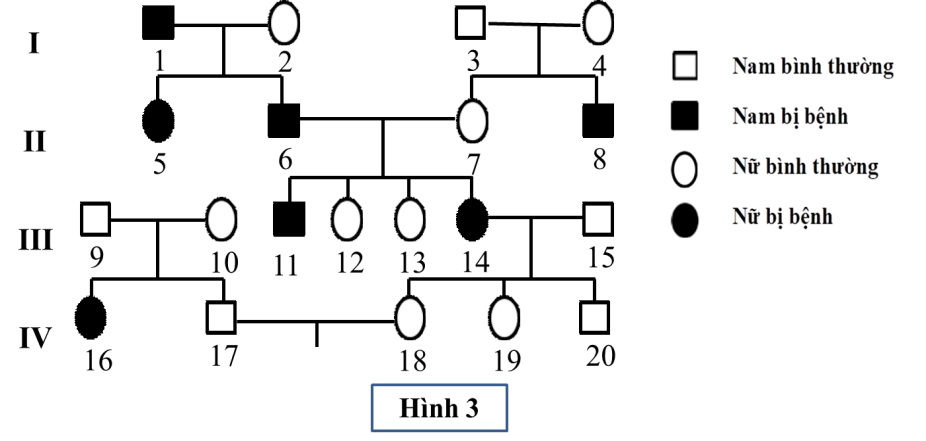 I
1
2
3
4
Nam bình thường
Nam bị bệnh
Nữ bình thường
Nữ bị bệnh
II
5
6
7
8
III
9
10
11
12
13
14
15
IV
16
17
18
19
20
Hình 3